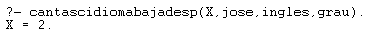 ?- cantascidiomabajadesp(X,jose,ingles,grau).
X = 2.